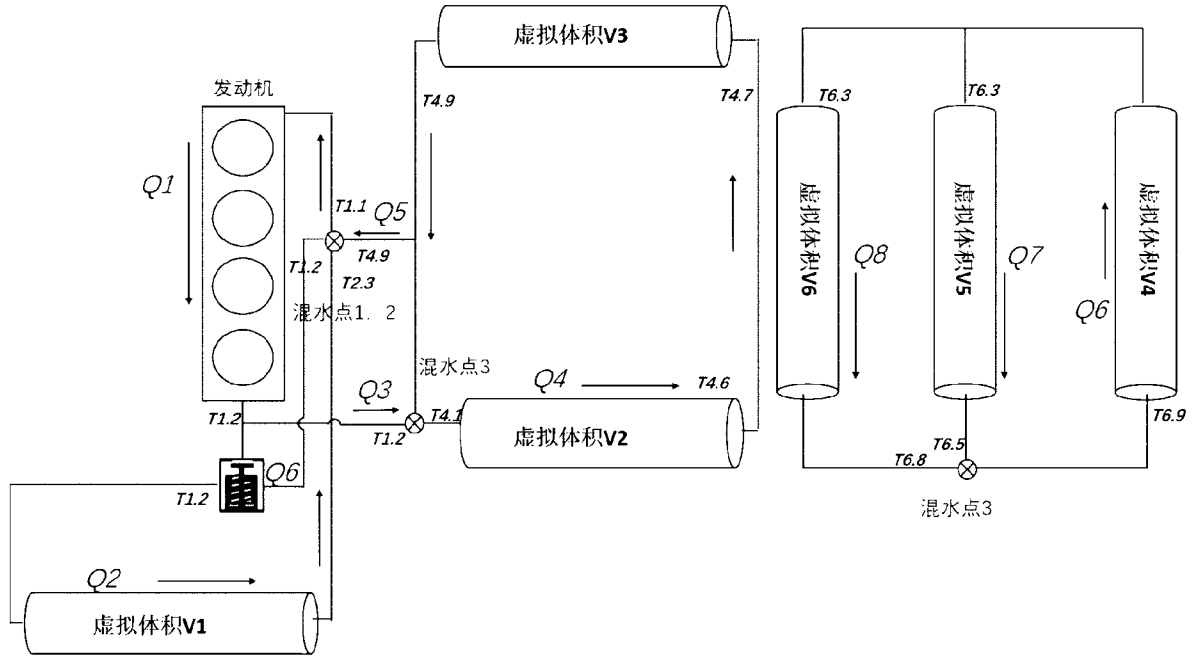 虚拟体积V3
发动机
T4.9
T4.7
T6.3
T6.3
Q1
虚拟体积V6
虚拟体积V5
虚拟体积V4
T1.1
Q5
T1.2
T4.9
T2.3
Q8
Q7
Q6
混水点1．2
混水点3
Q3
Q4
T4.6
T1.2
T1.2
T4.1
虚拟体积V2
T6.9
T6.5
T6.8
T1.2
Q6
混水点3
Q2
虚拟体积V1